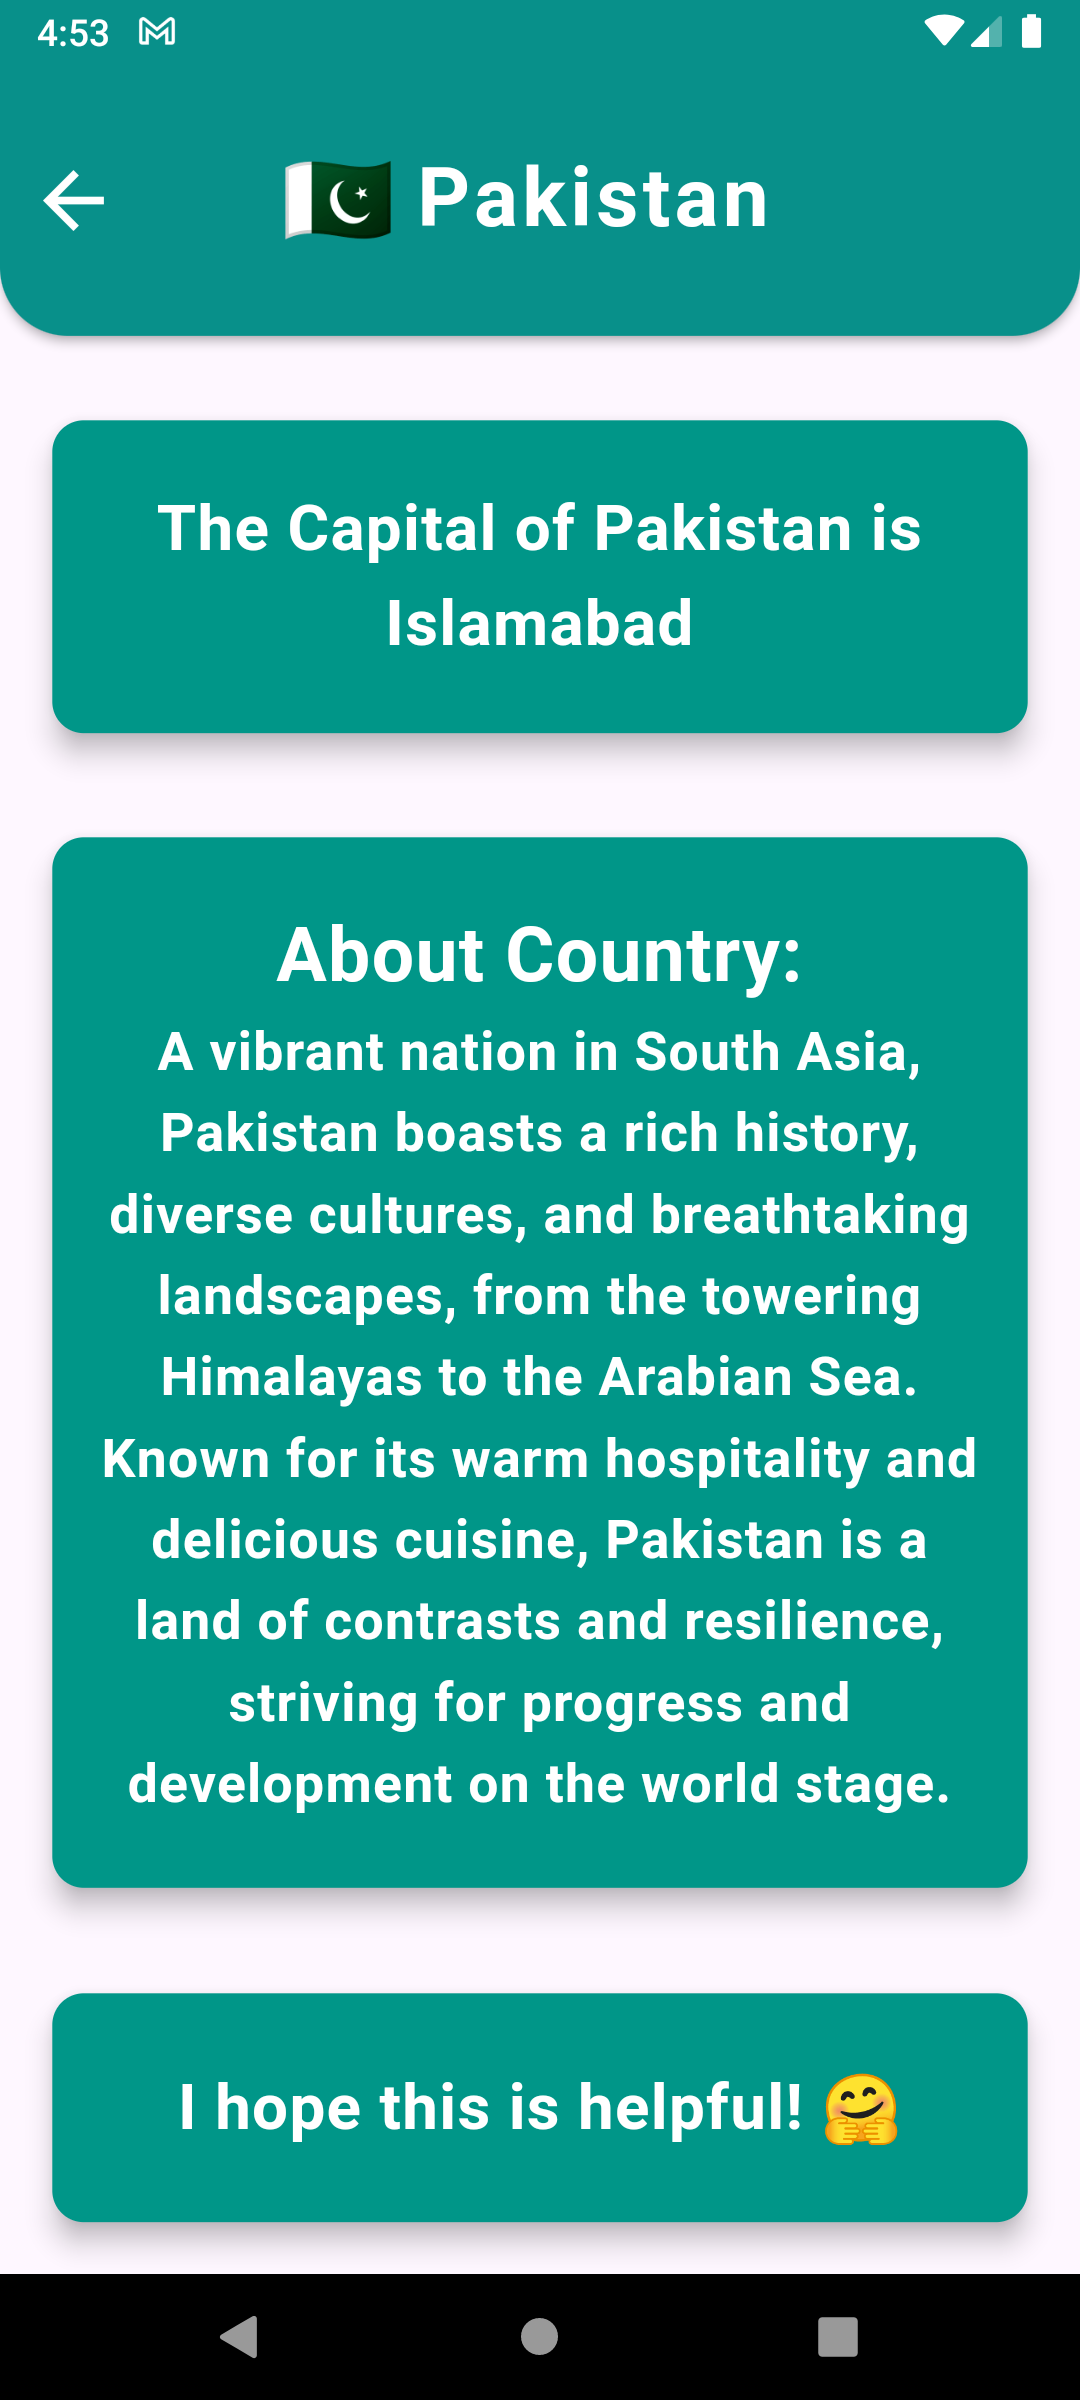 4:53
🇵🇰 Pakistan
The Capital of Pakistan is
Islamabad
About Country:
A vibrant nation in South Asia,
Pakistan boasts a rich history,
diverse cultures, and breathtaking
landscapes, from the towering
Himalayas to the Arabian Sea.
Known for its warm hospitality and
delicious cuisine, Pakistan is a
land of contrasts and resilience,
striving for progress and
development on the world stage.
I hope this is helpful! 🤗